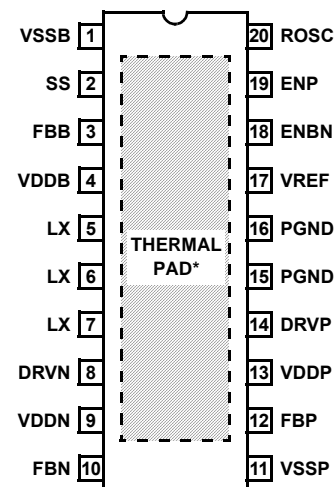 VSSB 1 20 ROSC
SS 2 19 ENP
FBB 3 18 ENBN
VDDB 4 17 VREF
LX 5 16 PGND
LX 6 15 PGND
LX 7 14 DRVP
DRVN 8 13 VDDP
VDDN 9 12 FBP
FBN 10 11 VSSP
THERMAL
PAD*